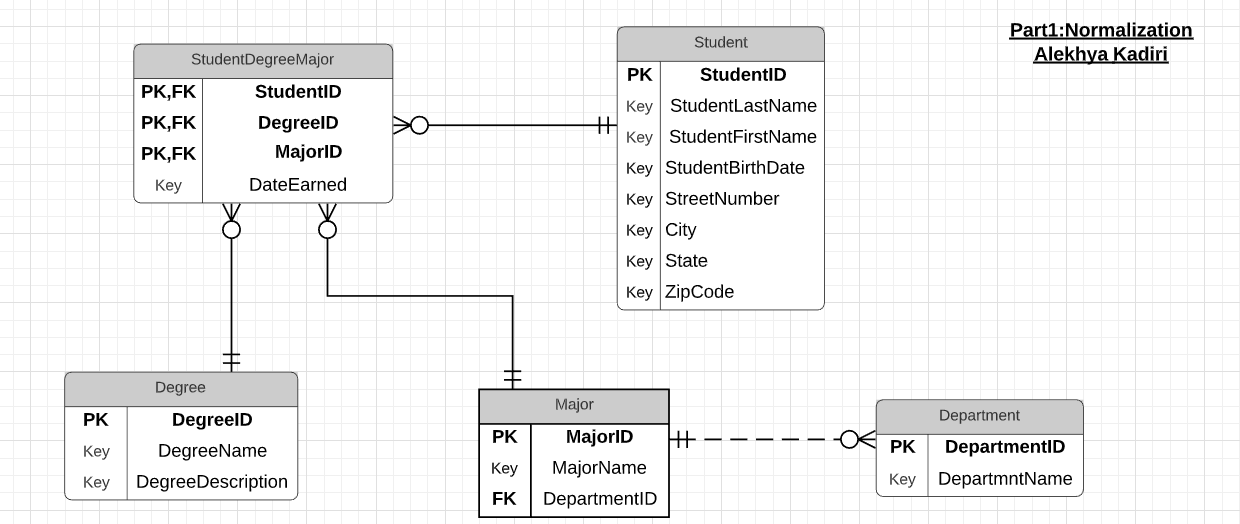 Part1:Normalization
Alekhya Kadiri
StudentDegreeMajor
PK,FK StudentID
PK,FK DegreeID
PK,FK MajorID
Key DateEarned
Student
PK StudentID
Key StudentLastName
Key StudentFirstName
Key StudentBirthDate
Key StreetNumber
Key City
Key State
Key ZipCode
Degree
PK DegreeID
Key DegreeName
Key DegreeDescription
Major
PK MajorID
Key MajorName
FK DepartmentID
Department
PK DepartmentID
Key DepartmntName